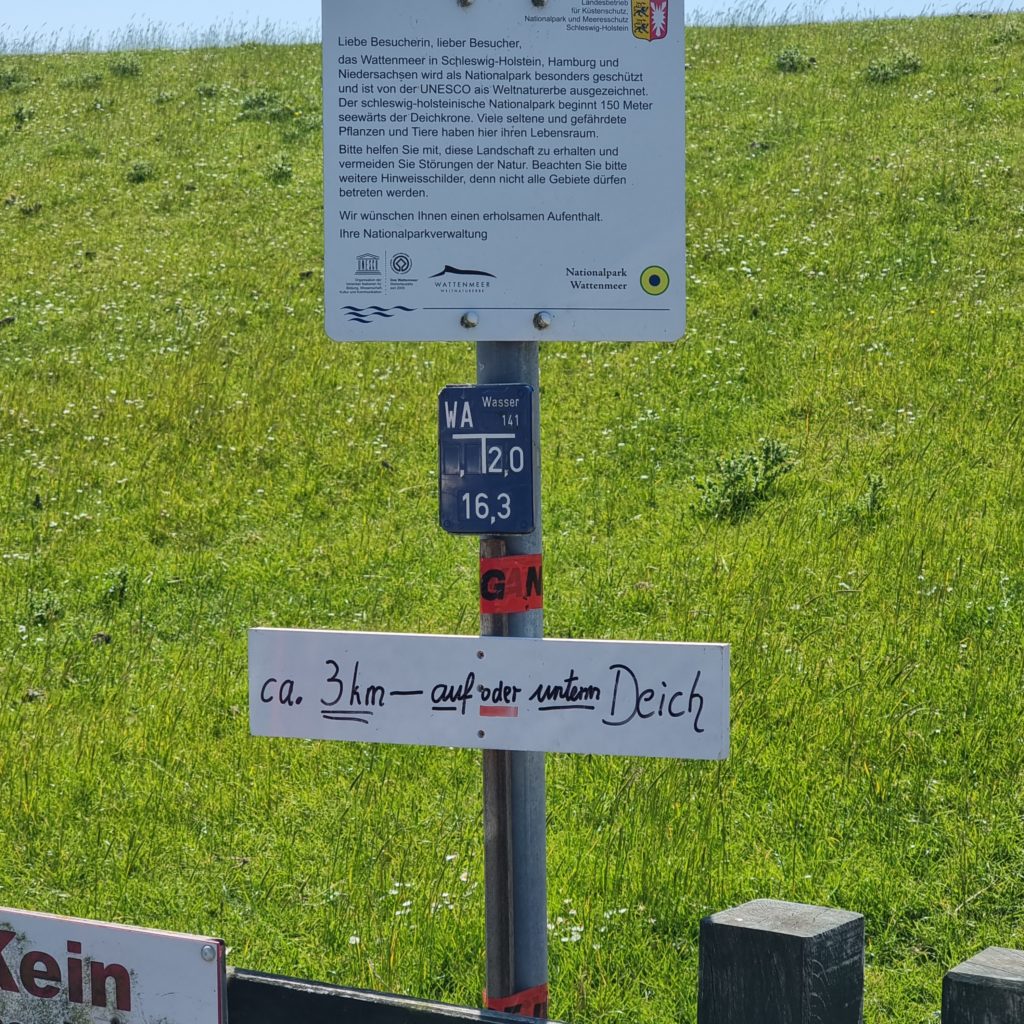 Landesbetrieb
für Küstenschutz,
Nationalpark und Meeresschutz
Schleswig-Holstein
Liebe Besucherin, lieber Besucher,
das Wattenmeer in Schleswig-Holstein, Hamburg und
Niedersachsen wird als Nationalpark besonders geschützt
und ist von der UNESCO als Weltnaturerbe ausgezeichnet.
Der schleswig-holsteinische Nationalpark beginnt 150 Meter
seewärts der Deichkrone. Viele seltene und gefährdete
Pflanzen und Tiere haben hier ihren Lebensraum.
Bitte helfen Sie mit, diese Landschaft zu erhalten und
vermeiden Sie Störungen der Natur. Beachten Sie bitte
weitere Hinweisschilder, denn nicht alle Gebiete dürfen
betreten werden.
Wir wünschen Ihnen einen erholsamen Aufenthalt.
Ihre Nationalparkverwaltung
UNESCO
WATTENMEER
WELTNATURERBE
Nationalpark
Wattenmeer
WA Wasser
141
, 2,0
16,3
GAN
ca. 3km – auf oder unterm Deich
Kein